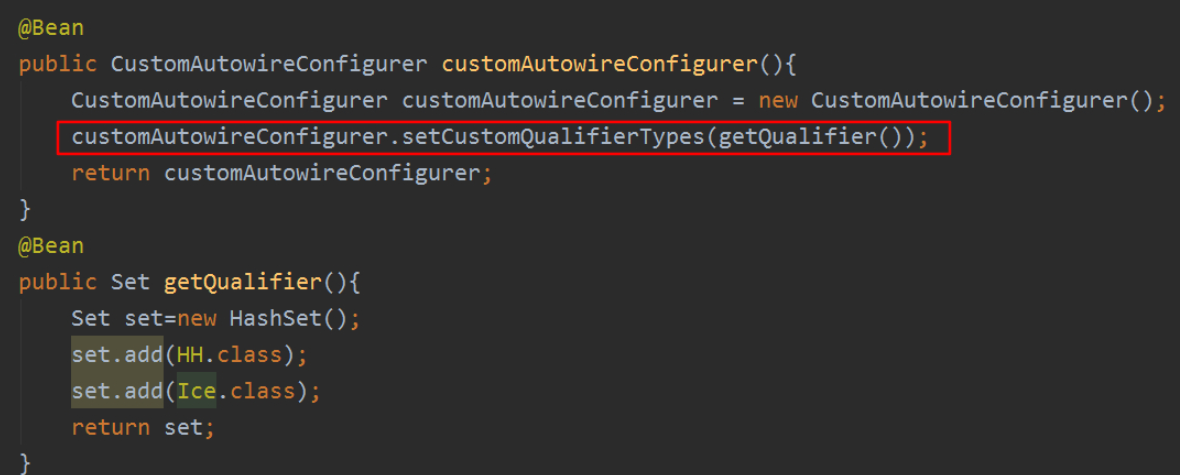 @Bean
public CustomAutowireConfigurer customAutowireConfigurer(){
    CustomAutowireConfigurer customAutowireConfigurer = new CustomAutowireConfigurer();
    customAutowireConfigurer.setCustomQualifierTypes(getQualifier());
    return customAutowireConfigurer;
}
@Bean
public Set getQualifier(){
    Set set=new HashSet();
    set.add(HH.class);
    set.add(Ice.class);
    return set;
}